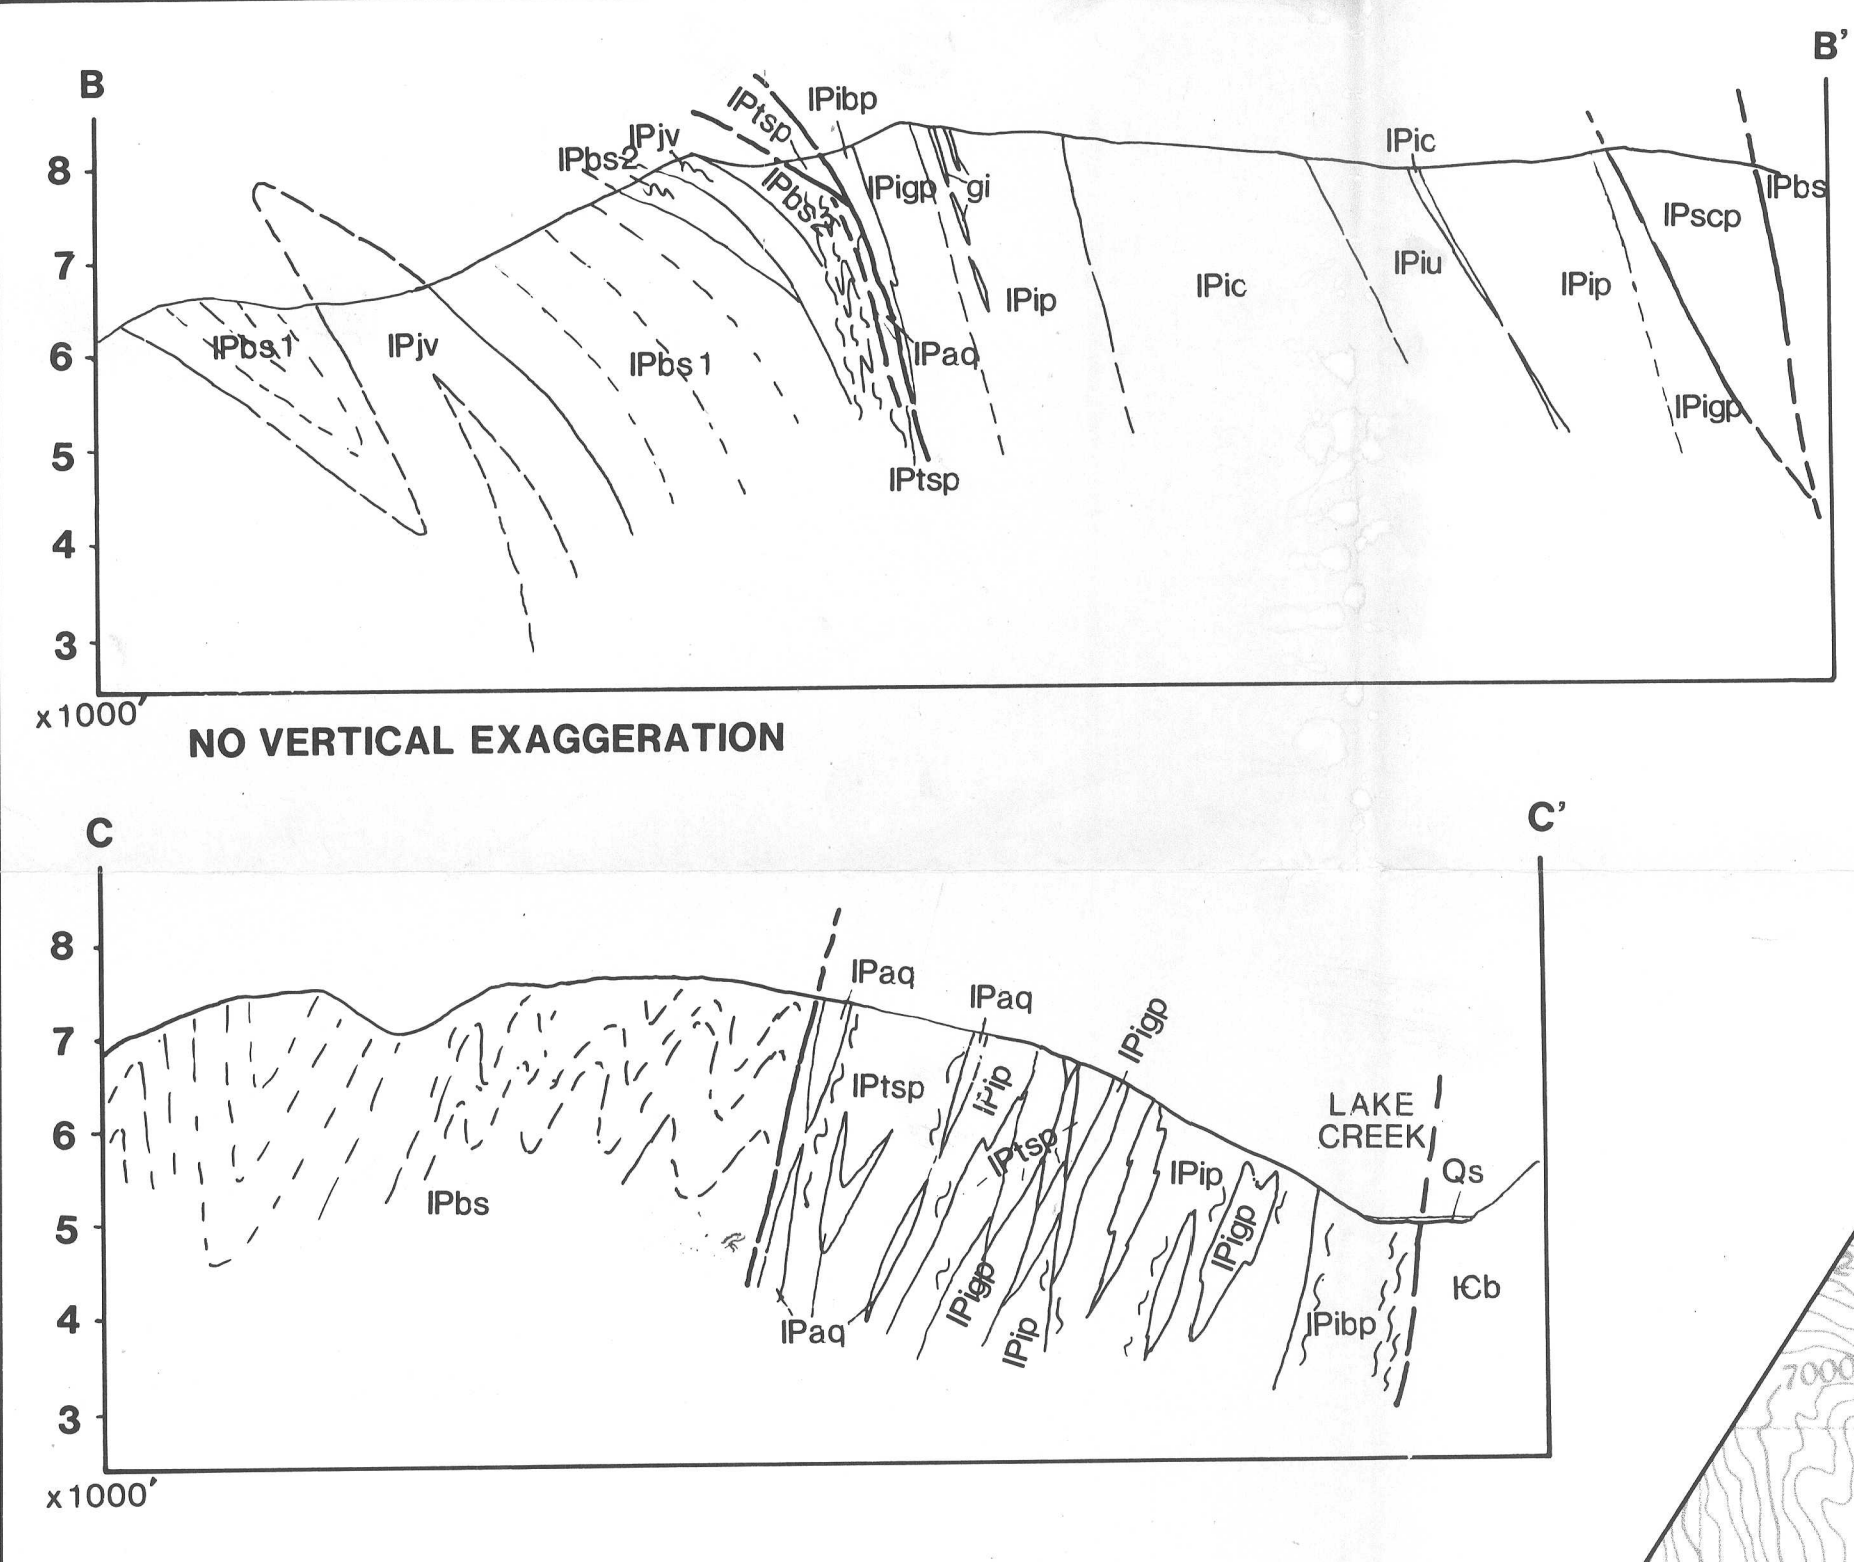 B
B'
IPtsp
IPibp
IPjv
IPbs2
IPic
8
IPbs2
IPigp
gi
IPbs
IPscp
7
IPip
IPic
IPiu
IPip
6
IPbs1
IPjv
IPbs1
IPaq
IPigp
5
IPtsp
4
3
x1000'
NO VERTICAL EXAGGERATION
C
C'
8
IPaq
IPaq
IPigp
7
IPtsp
IPip
LAKE
CREEK
6
IPtsp
IPip
Qs
IPbs
IPigp
5
IPigp
I€b
4
IPaq
IPip
IPibp
3
7000
x1000'